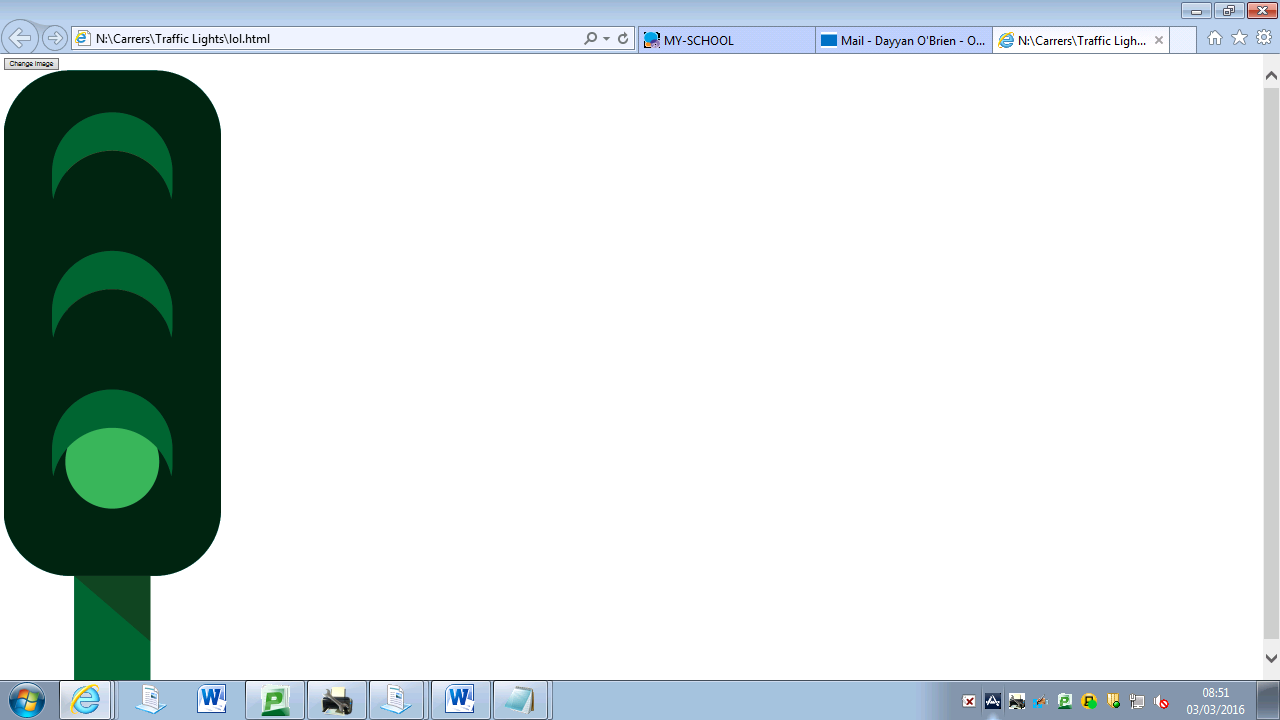 N:\Carrers\Traffic Lights\lol.html
MY-SCHOOL
Mail - Dayyan O'Brien - O...
N:\Carrers\Traffic Ligh...
Change Image
08:51
03/03/2016